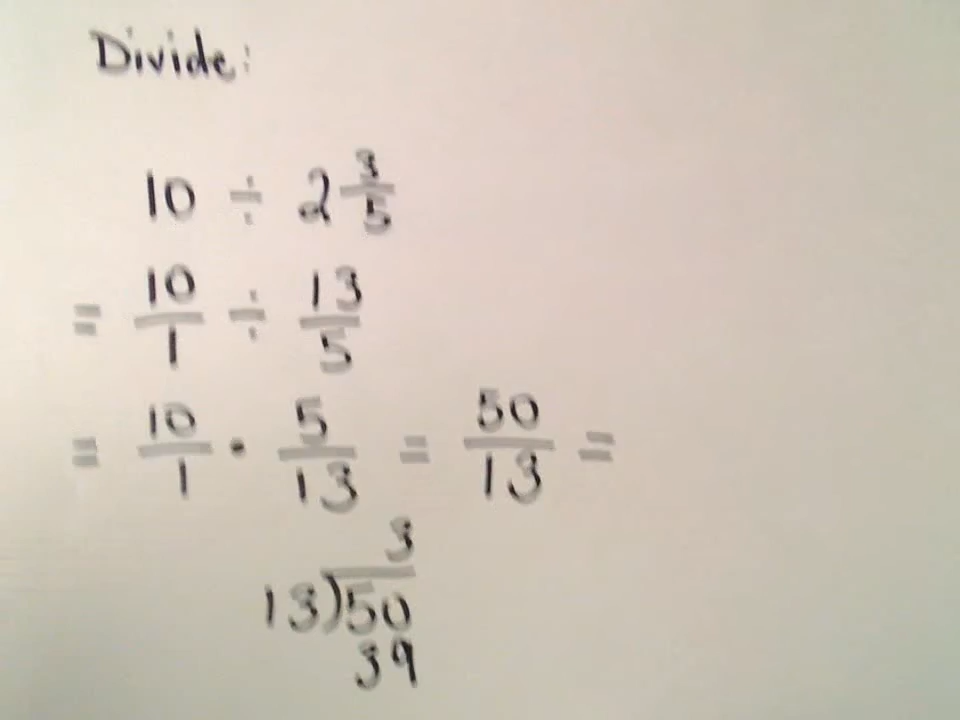 Divide:
10 ÷ 2 3/5
= 10/1 ÷ 13/5
= 10/1 · 5/13 = 50/13 =
3
13)50
39